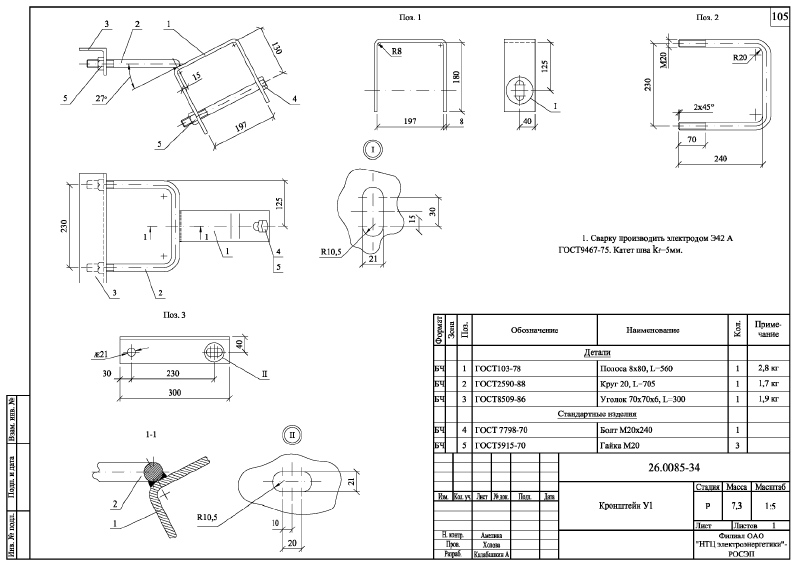 105
Поз. 1
Поз. 2
3
2
1
130
15
5
27°
4
197
5
R8
180
197
8
125
I
40
M20
R20
230
2x45°
70
240
230
125
1
1
1
4
5
3
2
I
30
15
R10,5
21
1. Сварку производить электродом Э42 А
ГОСТ9467-75. Катет шва kf=5мм.
Поз. 3
ж21
40
30
230
II
300
1-1
2
1
II
21
R10,5
10
20
Формат Зона Поз. Обозначение Наименование Кол. Приме-
чание
Детали
БЧ 1 ГОСТ103-78 Полоса 8х80, L=560 1 2,8 кг
БЧ 2 ГОСТ2590-88 Круг 20, L=705 1 1,7 кг
БЧ 3 ГОСТ8509-86 Уголок 70х70х6, L=300 1 1,9 кг
Стандартные изделия
БЧ 4 ГОСТ 7798-70 Болт М20х240 1
БЧ 5 ГОСТ5915-70 Гайка М20 3
26.0085-34
Изм. Кол. уч. Лист № док. Подп. Дата
Кронштейн У1
Стадия Масса Масштаб
Р 7,3 1:5
Лист Листов 1
Н. контр. Амелина
Пров. Холова
Разраб. Калабашкин А
Филиал ОАО
"НТЦ электроэнергетики"-
РОСЭП
Взам. инв. №
Подп. и дата
Инв. № подл.